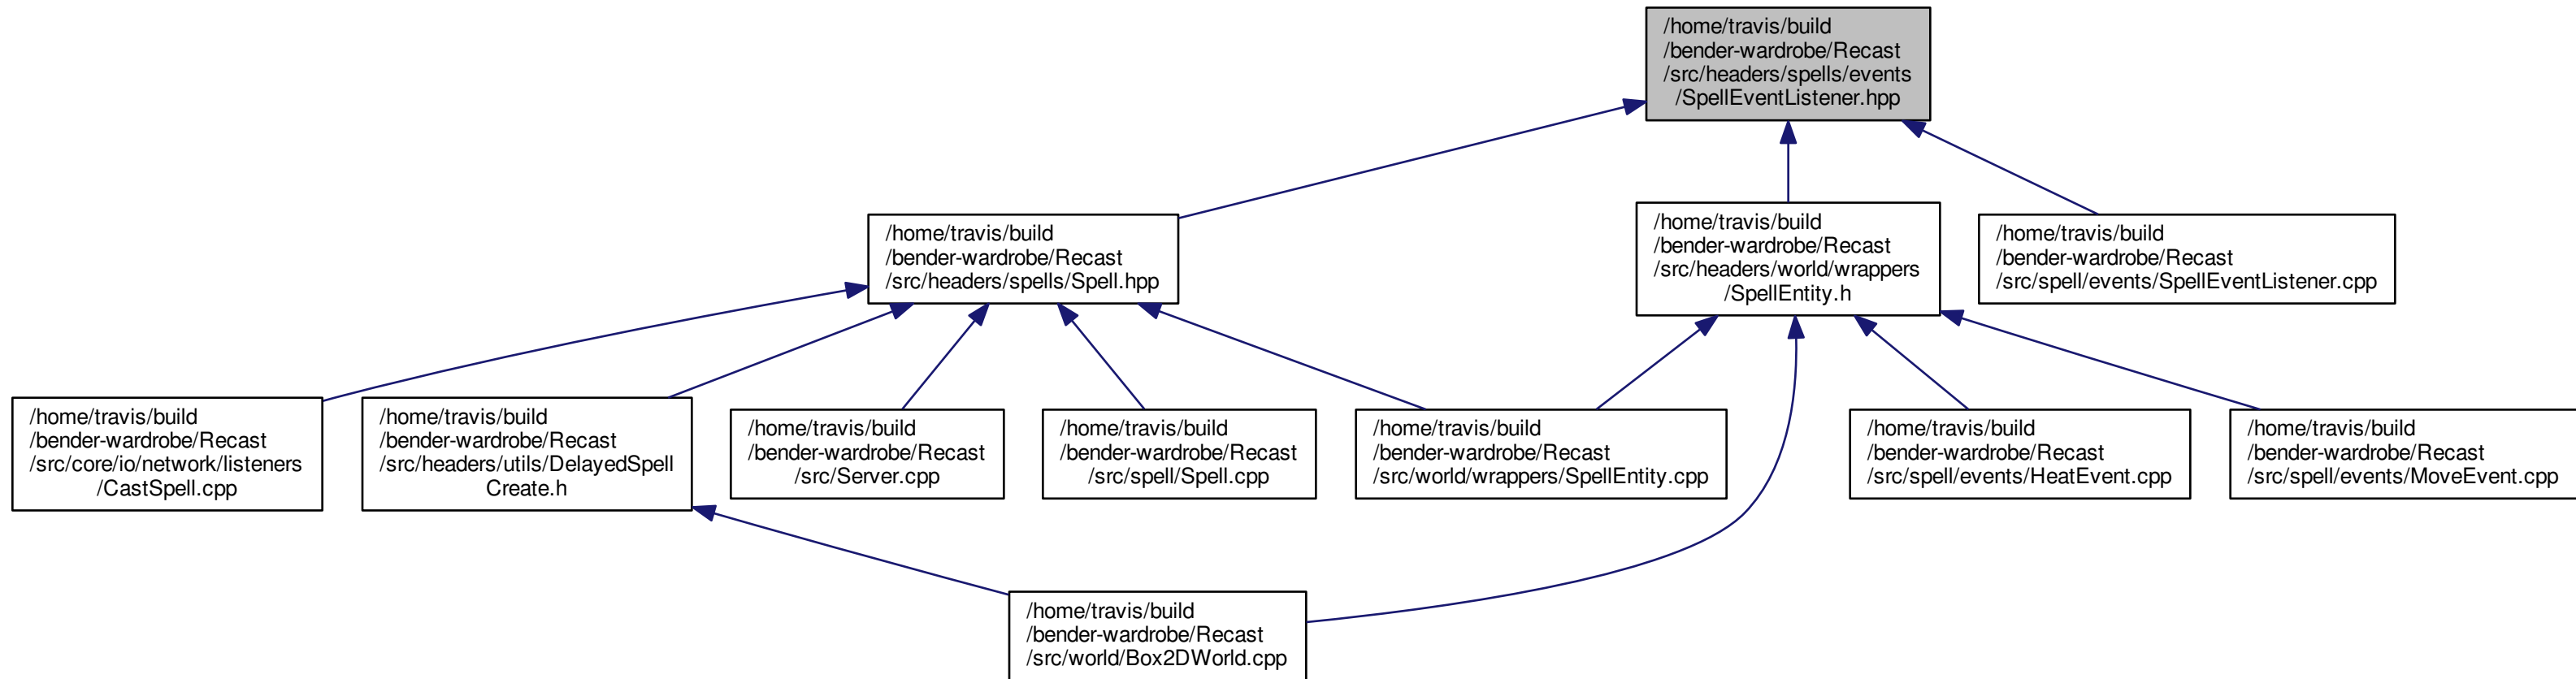 /home/travis/build
/bender-wardrobe/Recast
/src/headers/spells/events
/SpellEventListener.hpp
/home/travis/build
/bender-wardrobe/Recast
/src/headers/spells/Spell.hpp
/home/travis/build
/bender-wardrobe/Recast
/src/headers/world/wrappers
/SpellEntity.h
/home/travis/build
/bender-wardrobe/Recast
/src/spell/events/SpellEventListener.cpp
/home/travis/build
/bender-wardrobe/Recast
/src/core/io/network/listeners
/CastSpell.cpp
/home/travis/build
/bender-wardrobe/Recast
/src/headers/utils/DelayedSpell
Create.h
/home/travis/build
/bender-wardrobe/Recast
/src/Server.cpp
/home/travis/build
/bender-wardrobe/Recast
/src/spell/Spell.cpp
/home/travis/build
/bender-wardrobe/Recast
/src/world/wrappers/SpellEntity.cpp
/home/travis/build
/bender-wardrobe/Recast
/src/spell/events/HeatEvent.cpp
/home/travis/build
/bender-wardrobe/Recast
/src/spell/events/MoveEvent.cpp
/home/travis/build
/bender-wardrobe/Recast
/src/world/Box2DWorld.cpp